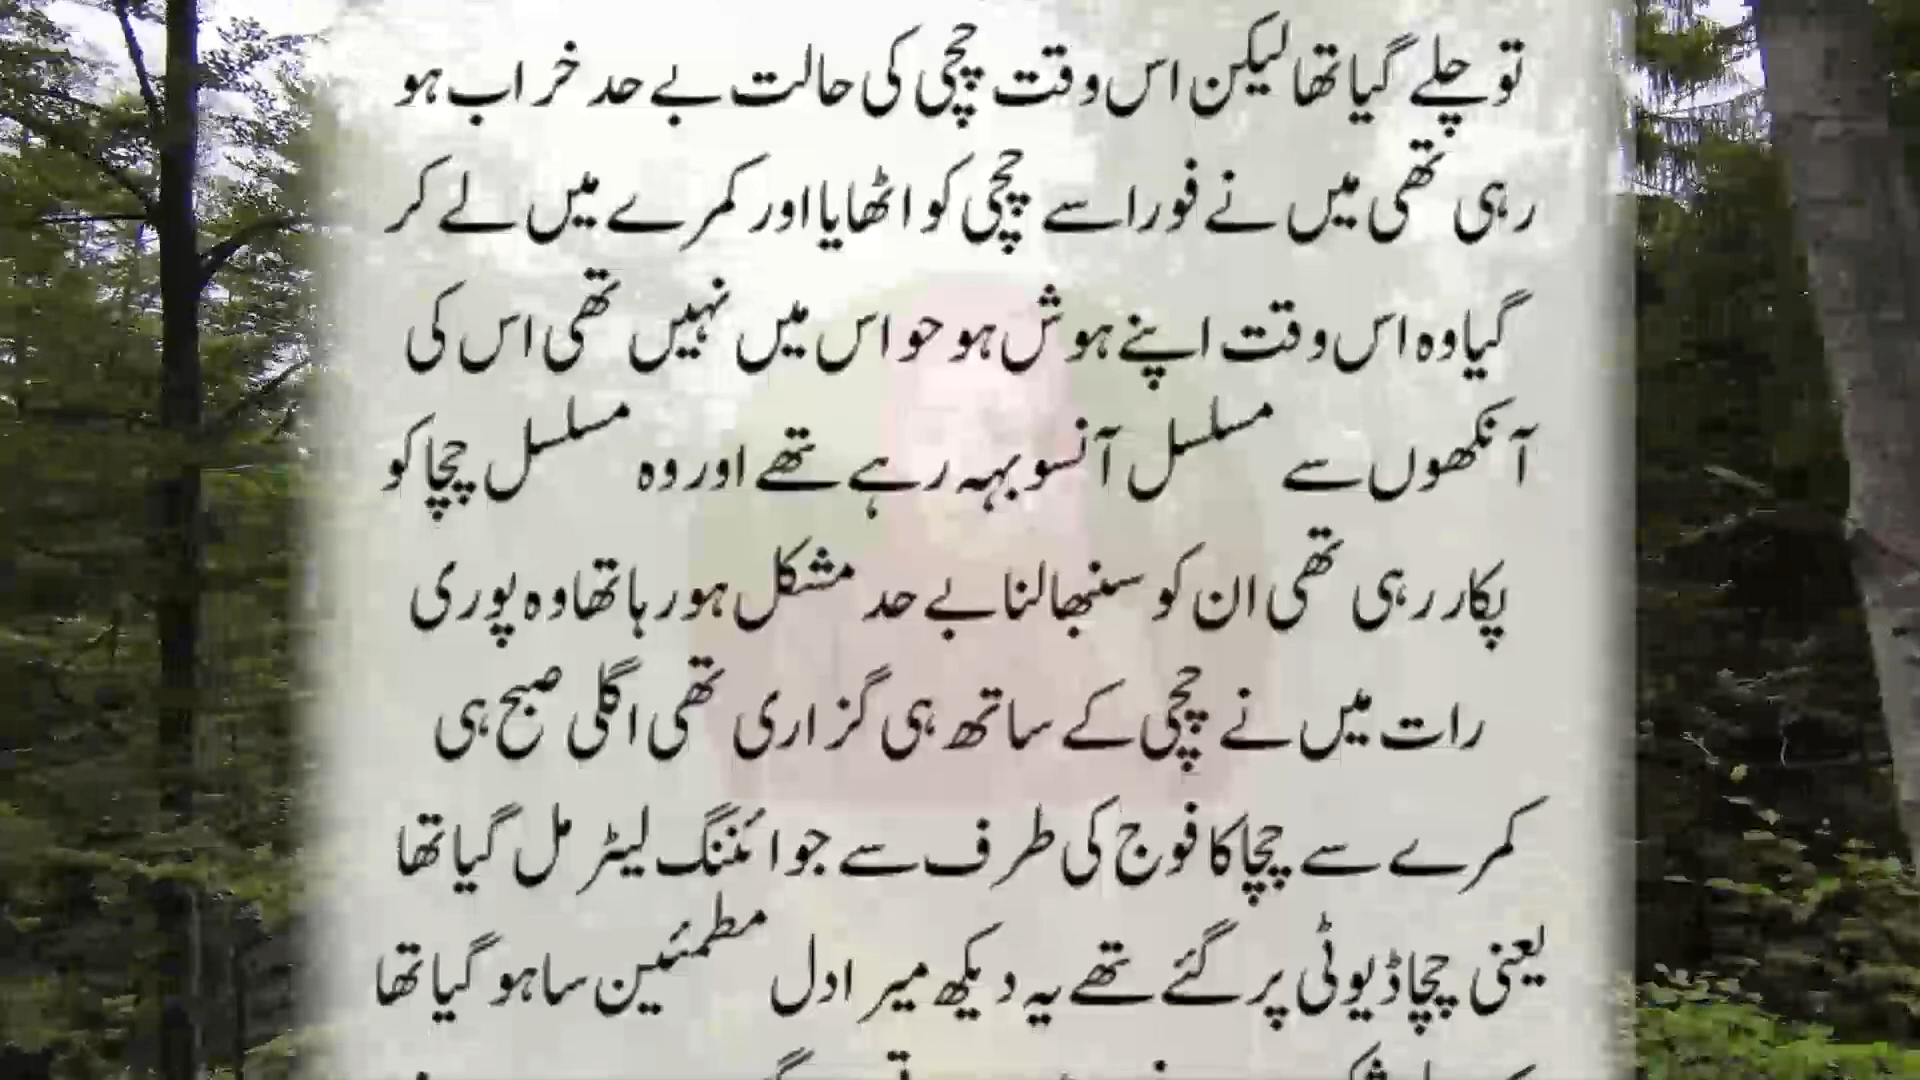 تو چلے گیا تھا لیکن اس وقت چچی کی حالت بے حد خراب ہو
رہی تھی میں نے فورا سے چچی کو اٹھایا اور کمرے میں لے کر
گیا وہ اس وقت اپنے ہوش ہو حواس میں نہیں تھی اس کی
آنکھوں سے مسلسل آنسو بہہ رہے تھے اور وہ مسلسل چچا کو
پکار رہی تھی ان کو سنبھالنا بے حد مشکل ہو رہا تھا وہ پوری
رات میں نے چچی کے ساتھ ہی گزاری تھی اگلی صبح ہی
کمرے سے چچا کا فوج کی طرف سے جوائننگ لیٹر مل گیا تھا
یعنی چچا ڈیوٹی پر گئے تھے یہ دیکھ میرا دل مطمئین سا ہو گیا تھا